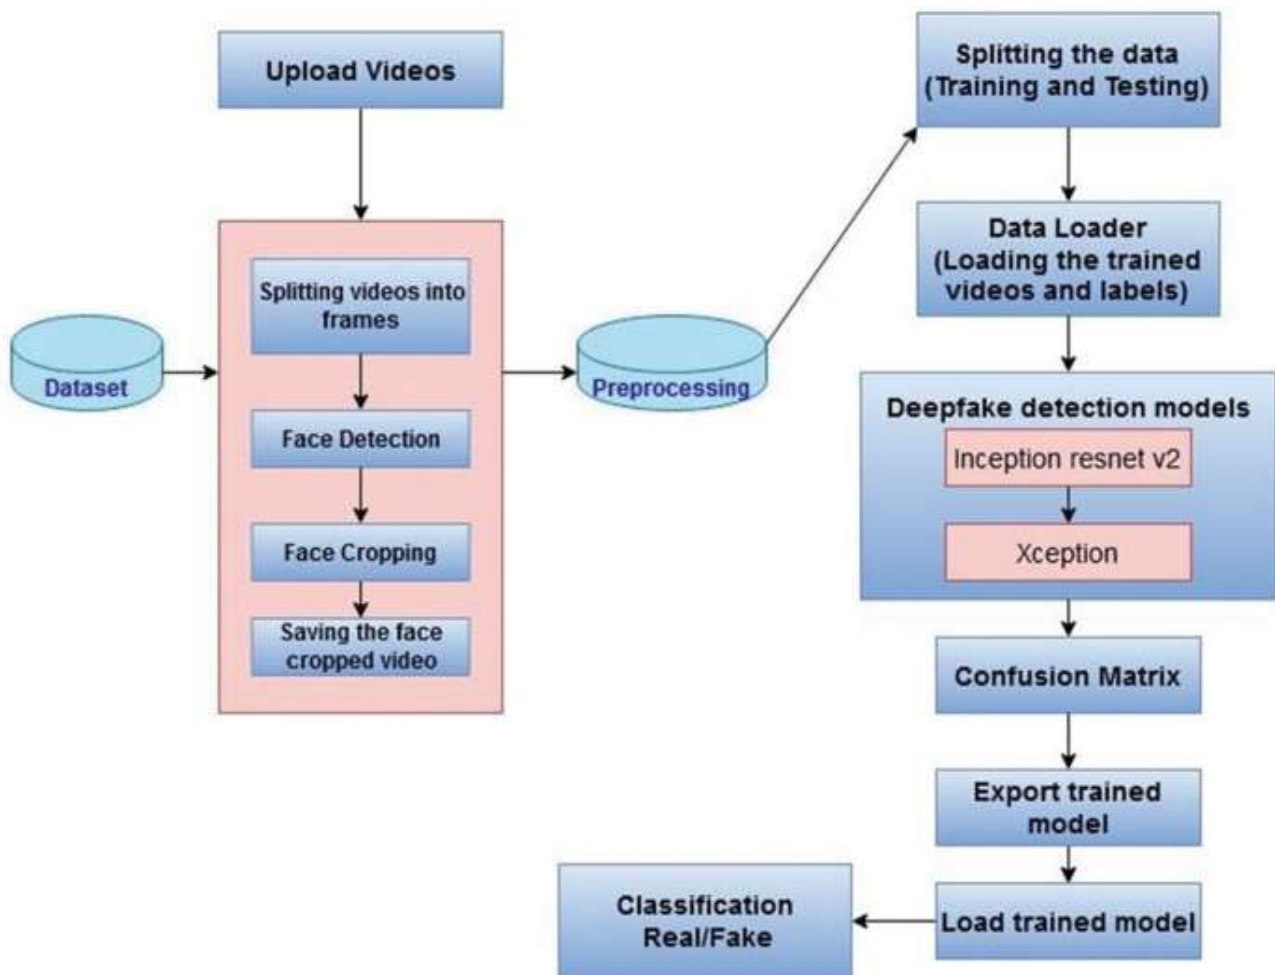 Upload Videos
Splitting videos into
frames
Face Detection
Face Cropping
Saving the face
cropped video
Dataset
Preprocessing
Splitting the data
(Training and Testing)
Data Loader
(Loading the trained
videos and labels)
Deepfake detection models
Inception resnet v2
Xception
Confusion Matrix
Export trained
model
Load trained model
Classification
Real/Fake